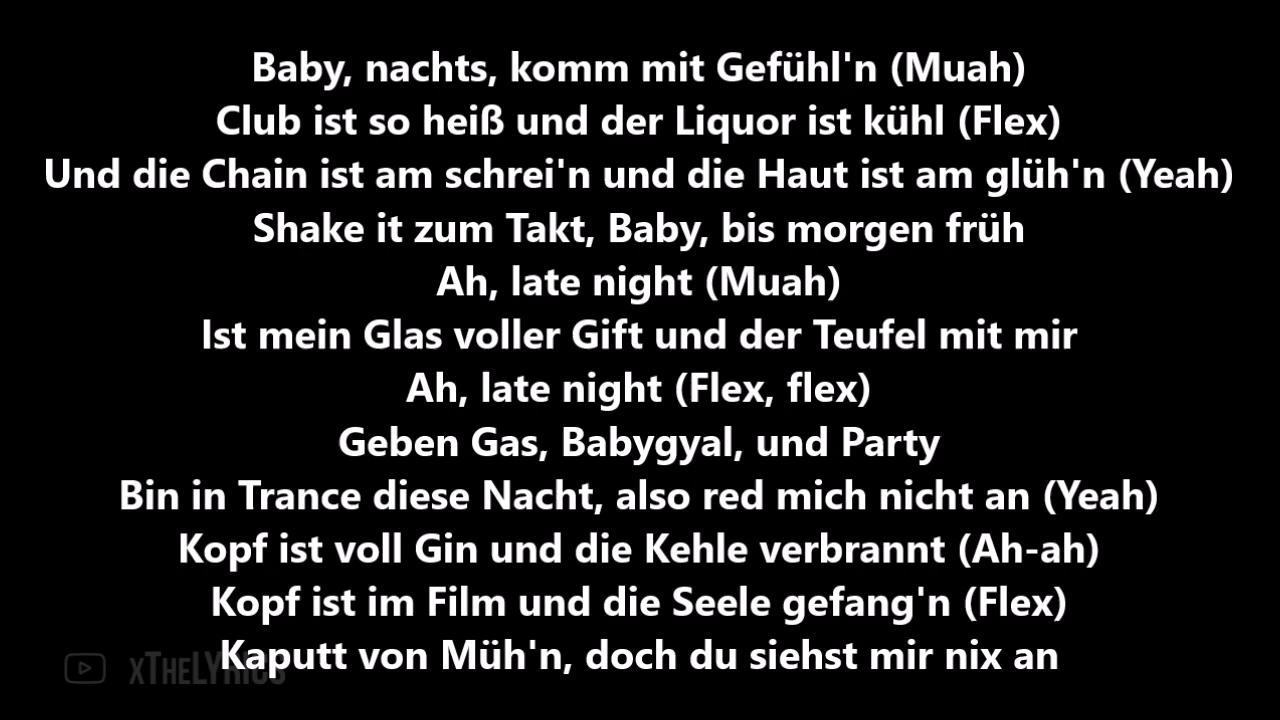 Baby, nachts, komm mit Gefühl'n (Muah)
Club ist so heiß und der Liquor ist kühl (Flex)
Und die Chain ist am schrei'n und die Haut ist am glüh'n (Yeah)
Shake it zum Takt, Baby, bis morgen früh
Ah, late night (Muah)
Ist mein Glas voller Gift und der Teufel mit mir
Ah, late night (Flex, flex)
Geben Gas, Babygyal, und Party
Bin in Trance diese Nacht, also red mich nicht an (Yeah)
Kopf ist voll Gin und die Kehle verbrannt (Ah-ah)
Kopf ist im Film und die Seele gefang'n (Flex)
Kaputt von Müh'n, doch du siehst mir nix an
xTheLyrics